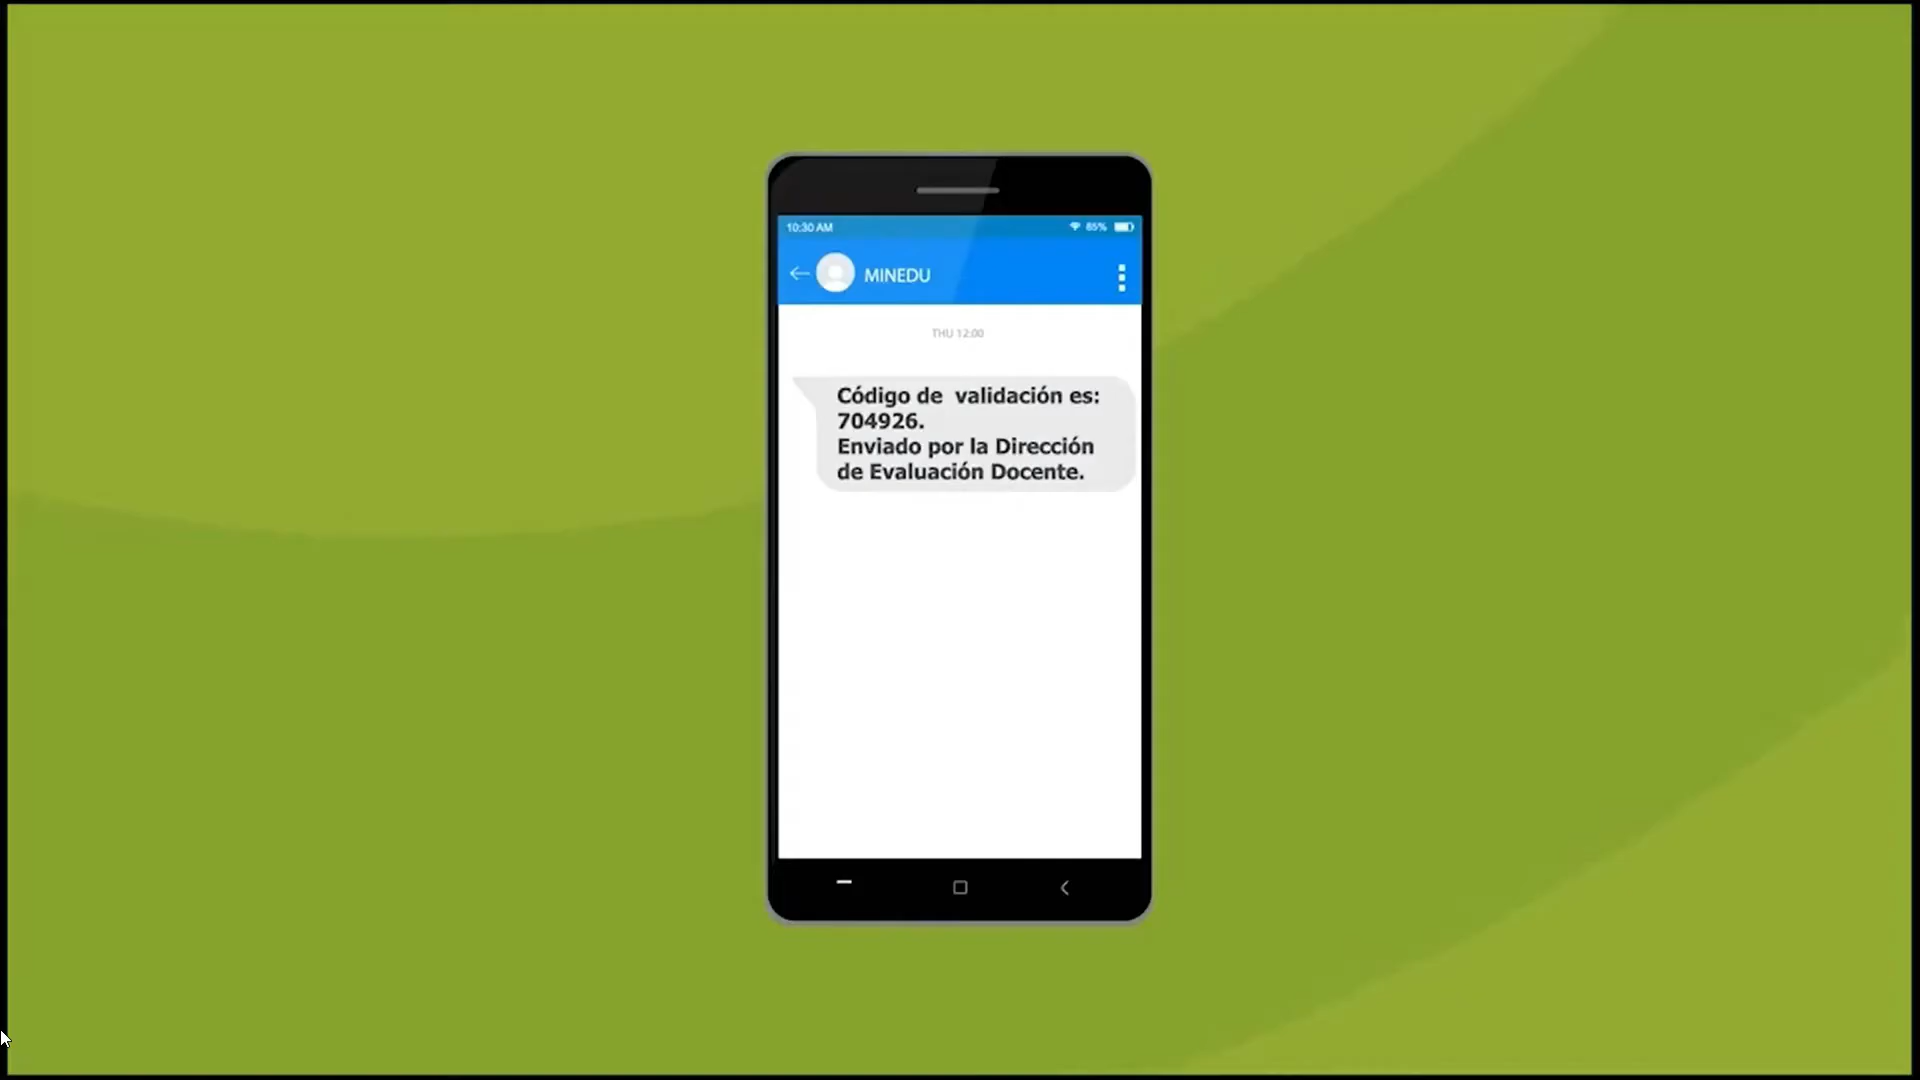 10:30 AM 85%
MINEDU
THU 12:00
Código de  validación es:
704926.
Enviado por la Dirección
de Evaluación Docente.